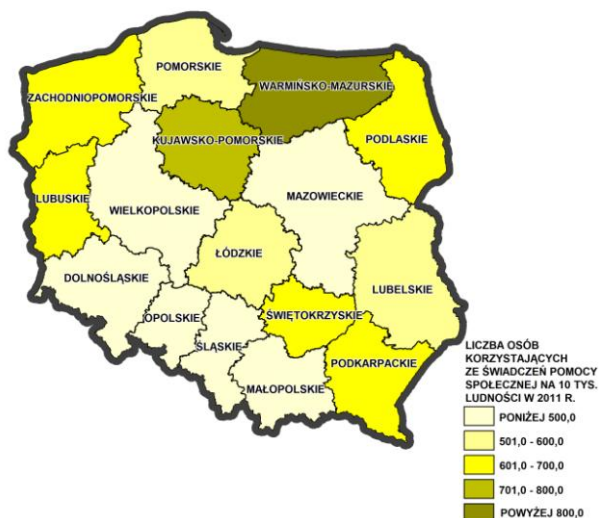 POMORSKIE
WARMIŃSKO-MAZURSKIE
ZACHODNIOPOMORSKIE
PODLASKIE
KUJAWSKO-POMORSKIE
LUBUSKIE
MAZOWIECKIE
WIELKOPOLSKIE
ŁÓDZKIE
DOLNOŚLĄSKIE
LUBELSKIE
OPOLSKIE
ŚWIĘTOKRZYSKIE
ŚLĄSKIE
PODKARPACKIE
MAŁOPOLSKIE
LICZBA OSÓB
KORZYSTAJĄCYCH
ZE ŚWIADCZEŃ POMOCY
SPOŁECZNEJ NA 10 TYS.
LUDNOŚCI W 2011 R.
PONIŻEJ 500,0
501,0 - 600,0
601,0 - 700,0
701,0 - 800,0
POWYŻEJ 800,0